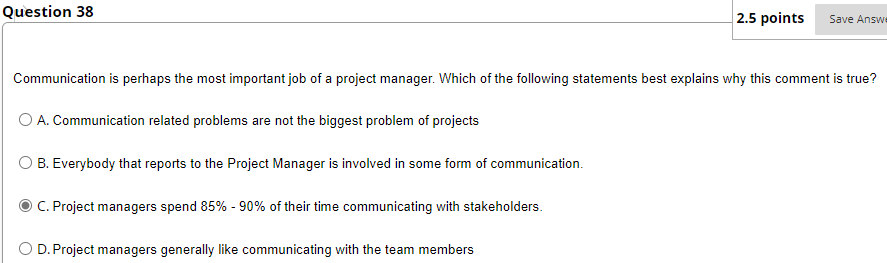 Question 38
2.5 points
Save Answe
Communication is perhaps the most important job of a project manager. Which of the following statements best explains why this comment is true?
A. Communication related problems are not the biggest problem of projects
B. Everybody that reports to the Project Manager is involved in some form of communication.
C. Project managers spend 85% - 90% of their time communicating with stakeholders.
D. Project managers generally like communicating with the team members